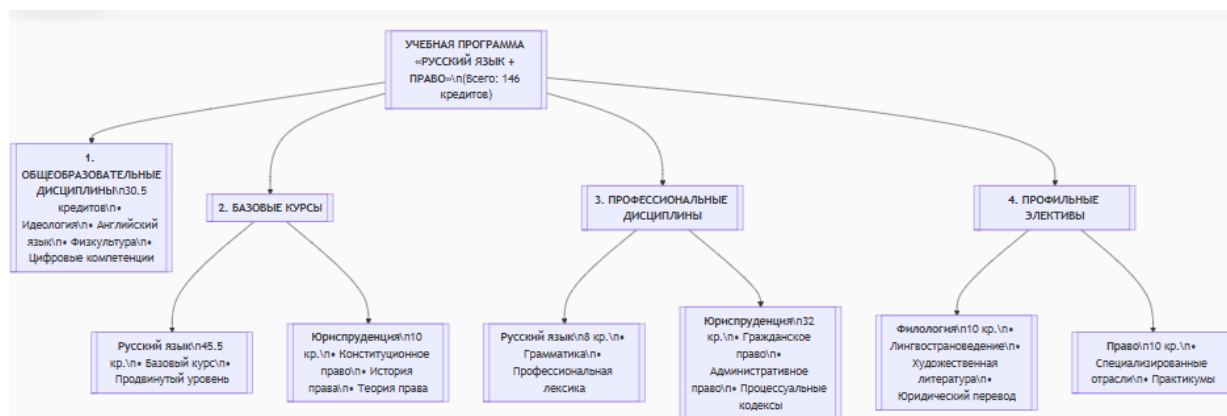 УЧЕБНАЯ ПРОГРАММА
«РУССКИЙ ЯЗЫК +
ПРАВО»\n(Всего: 146
кредитов)
1.
ОБЩЕОБРАЗОВАТЕЛЬНЫЕ
ДИСЦИПЛИНЫ\n30.5
кредитов\n•
Идеология\n• Английский
язык\n• Физкультура\n•
Цифровые компетенции
2. БАЗОВЫЕ КУРСЫ
3. ПРОФЕССИОНАЛЬНЫЕ
ДИСЦИПЛИНЫ
4. ПРОФИЛЬНЫЕ
ЭЛЕКТИВЫ
Русский язык\n45.5
кр.\n• Базовый курс\n•
Продвинутый уровень
Юриспруденция\n10
кр.\n• Конституционное
право\n• История
права\n• Теория права
Русский язык\n8 кр.\n•
Грамматика\n•
Профессиональная
лексика
Юриспруденция\n32
кр.\n• Гражданское
право\n•
Административное
право\n• Процессуальные
кодексы
Филология\n10 кр.\n•
Лингвострановедение\n•
Художественная
литература\n•
Юридический перевод
Право\n10 кр.\n•
Специализированные
отрасли\n• Практикумы